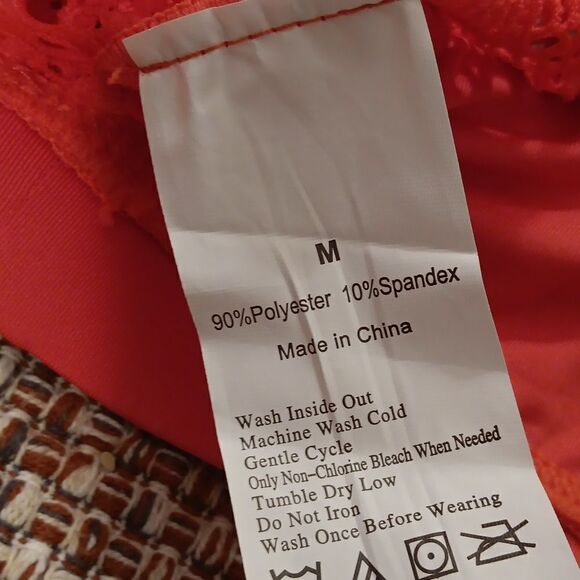 M
90%Polyester 10%Spandex
Made in China
Wash Inside Out
Machine Wash Cold
Gentle Cycle
Only Non-Chlorine Bleach When Needed
Tumble Dry Low
Do Not Iron
Wash Once Before Wearing